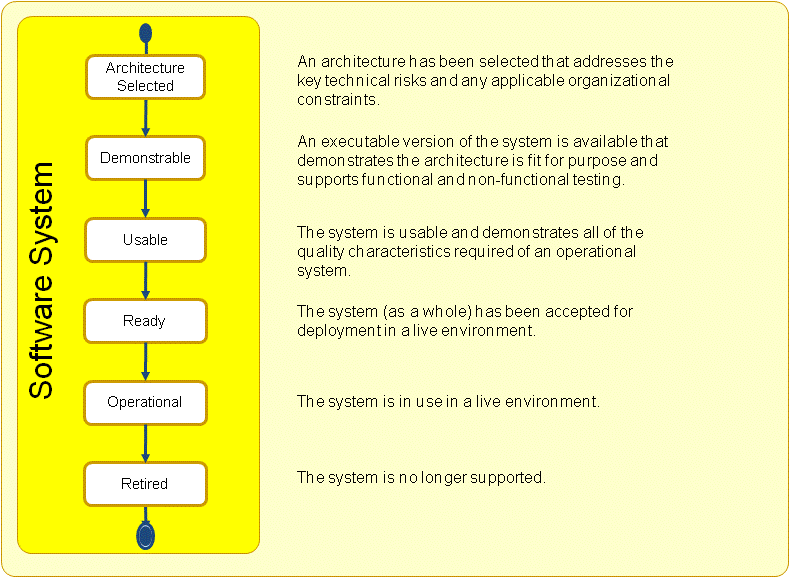 Software System
Architecture
Selected
An architecture has been selected that addresses the
key technical risks and any applicable organizational
constraints.
Demonstrable
An executable version of the system is available that
demonstrates the architecture is fit for purpose and
supports functional and non-functional testing.
Usable
The system is usable and demonstrates all of the
quality characteristics required of an operational
system.
Ready
The system (as a whole) has been accepted for
deployment in a live environment.
Operational
The system is in use in a live environment.
Retired
The system is no longer supported.